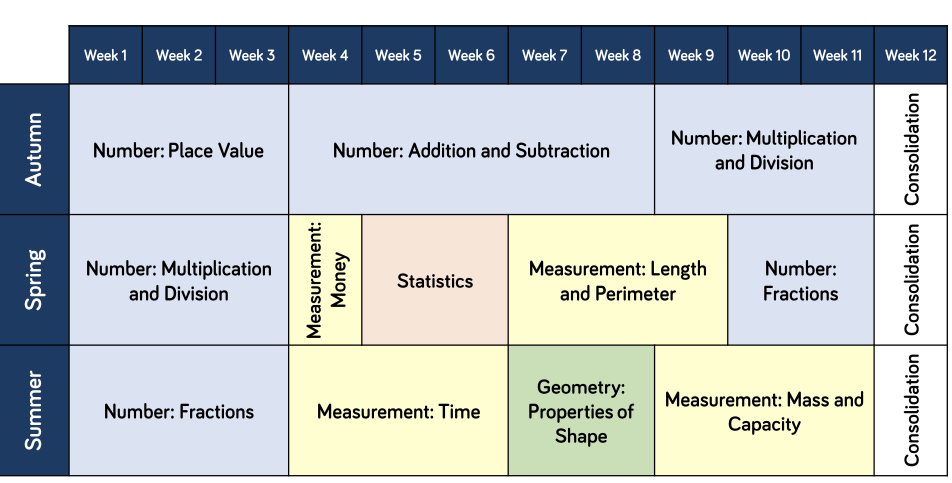 Week 1
Week 2
Week 3
Week 4
Week 5
Week 6
Week 7
Week 8
Week 9
Week 10
Week 11
Week 12
Autumn
Number: Place Value
Number: Addition and Subtraction
Number: Multiplication
and Division
Consolidation
Spring
Number: Multiplication
and Division
Measurement:
Money
Statistics
Measurement: Length
and Perimeter
Number:
Fractions
Consolidation
Summer
Number: Fractions
Measurement: Time
Geometry:
Properties of
Shape
Measurement: Mass and
Capacity
Consolidation